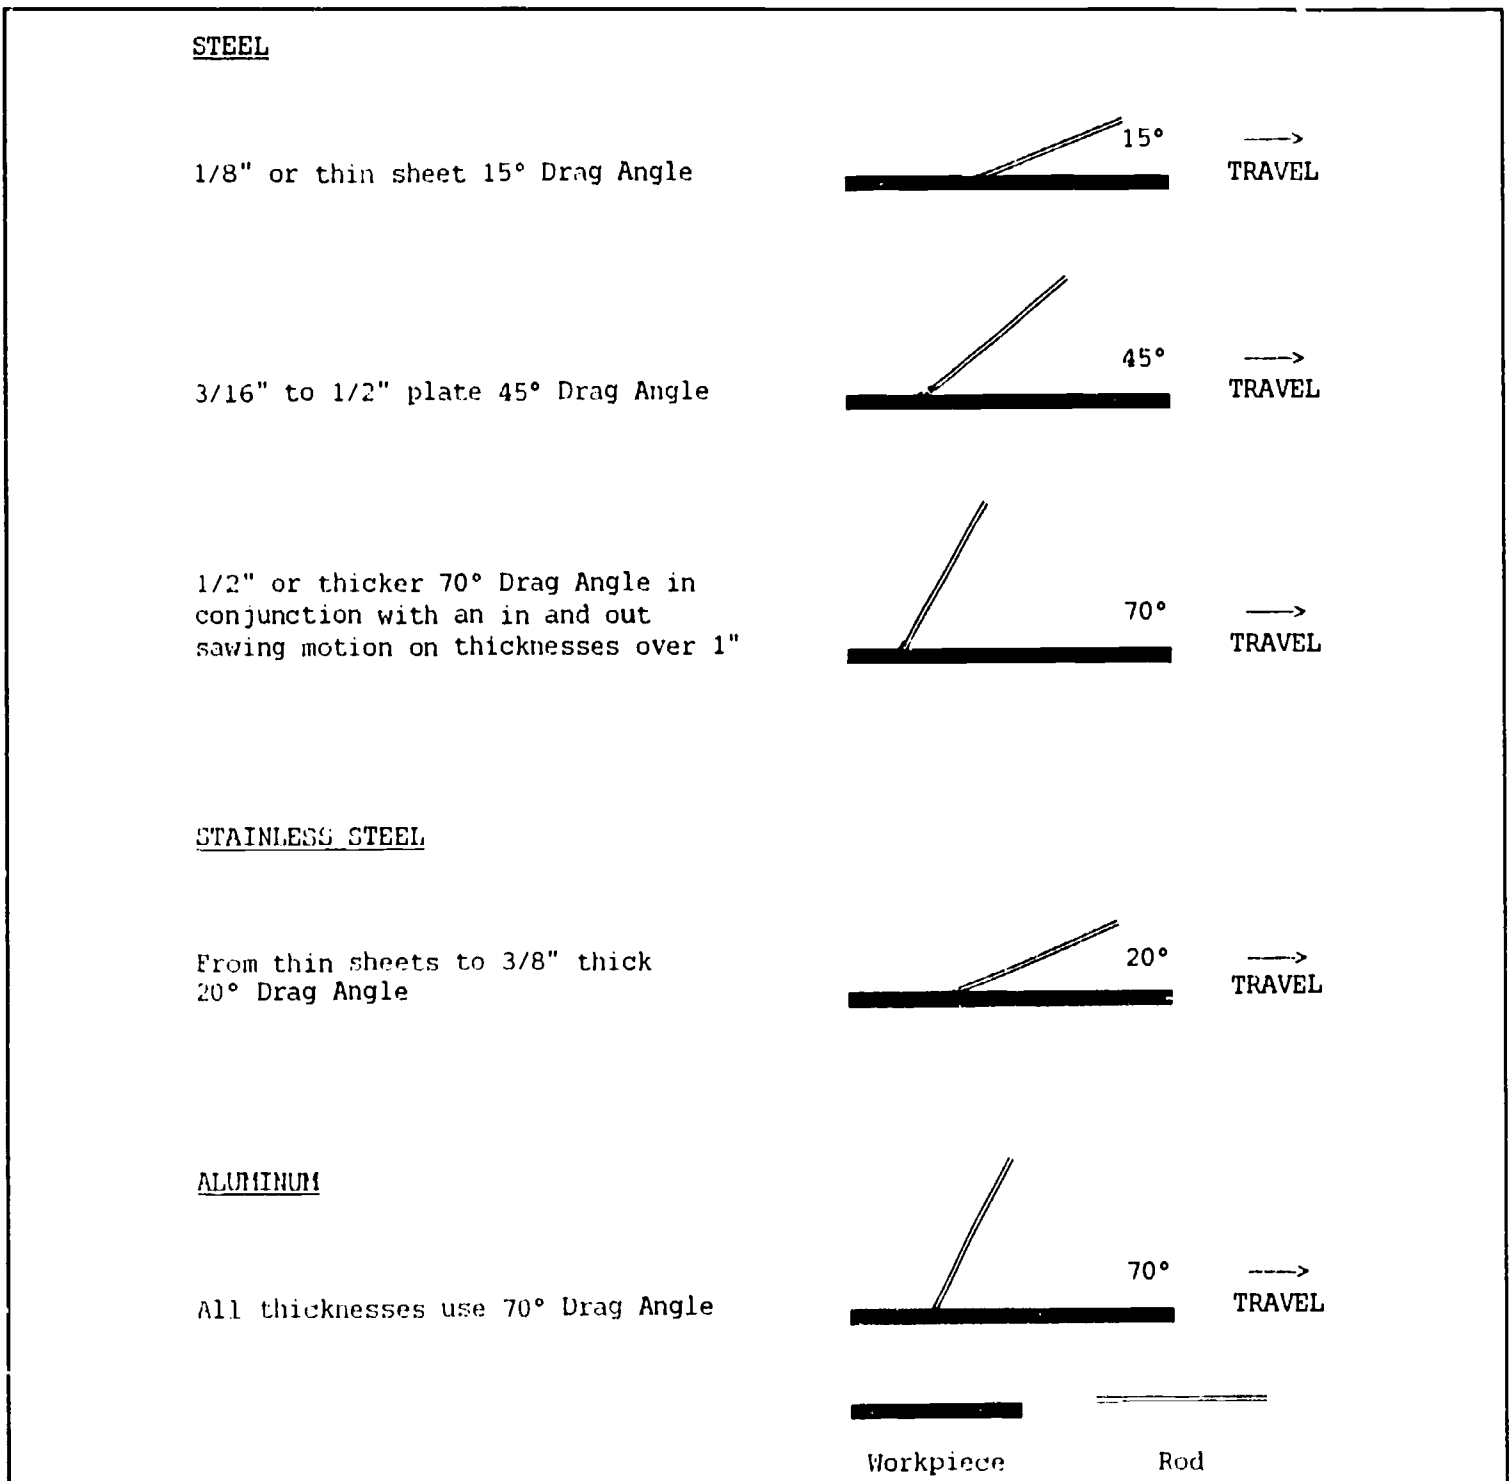 STEEL
1/8" or thin sheet 15° Drag Angle
15°
--->
TRAVEL
3/16" to 1/2" plate 45° Drag Angle
45°
--->
TRAVEL
1/2" or thicker 70° Drag Angle in
conjunction with an in and out
sawing motion on thicknesses over 1"
70°
--->
TRAVEL
STAINLESS STEEL
From thin sheets to 3/8" thick
20° Drag Angle
20°
--->
TRAVEL
ALUMINUM
All thicknesses use 70° Drag Angle
70°
--->
TRAVEL
Workpiece
Rod